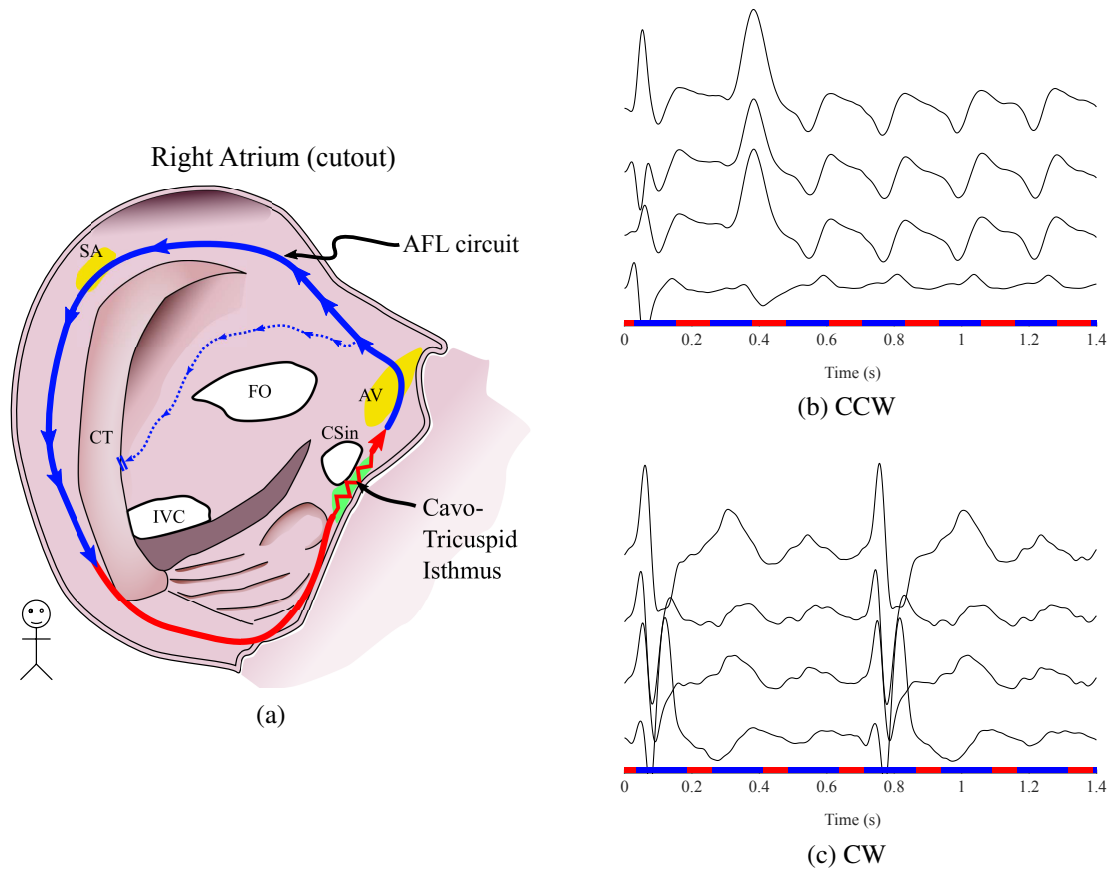 Right Atrium (cutout)
SA
AFL circuit
FO
AV
CT
CSin
IVC
Cavo-
Tricuspid
Isthmus
(a)
0 0.2 0.4 0.6 0.8 1 1.2 1.4
Time (s)
(b) CCW
0 0.2 0.4 0.6 0.8 1 1.2 1.4
Time (s)
(c) CW